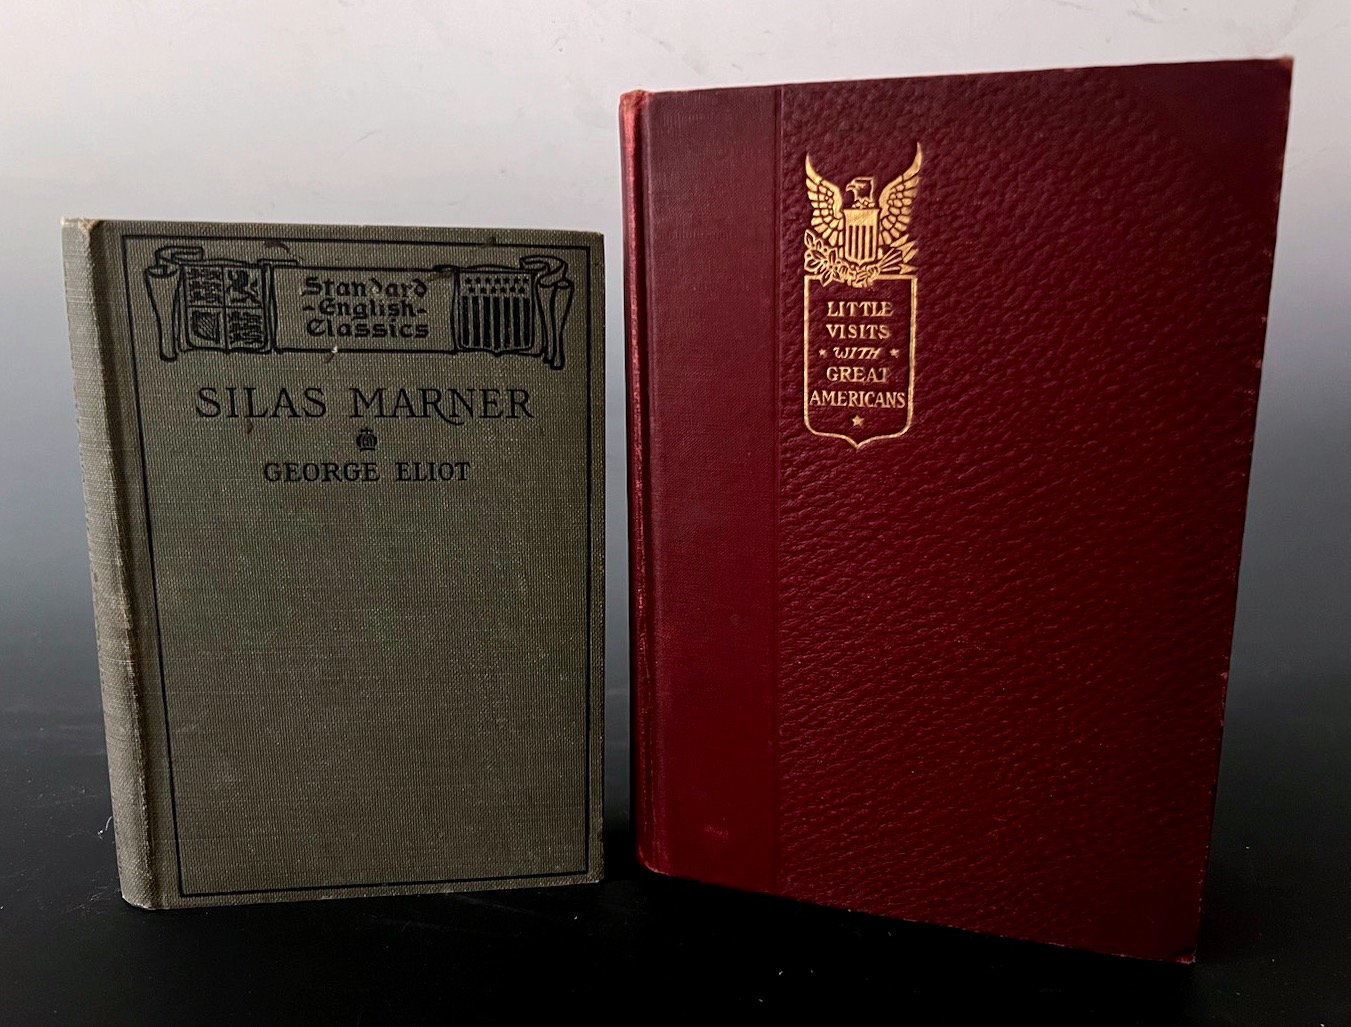 Standard
-English-
Classics
SILAS MARNER
GEORGE ELIOT
LITTLE
VISITS
WITH
GREAT
AMERICANS